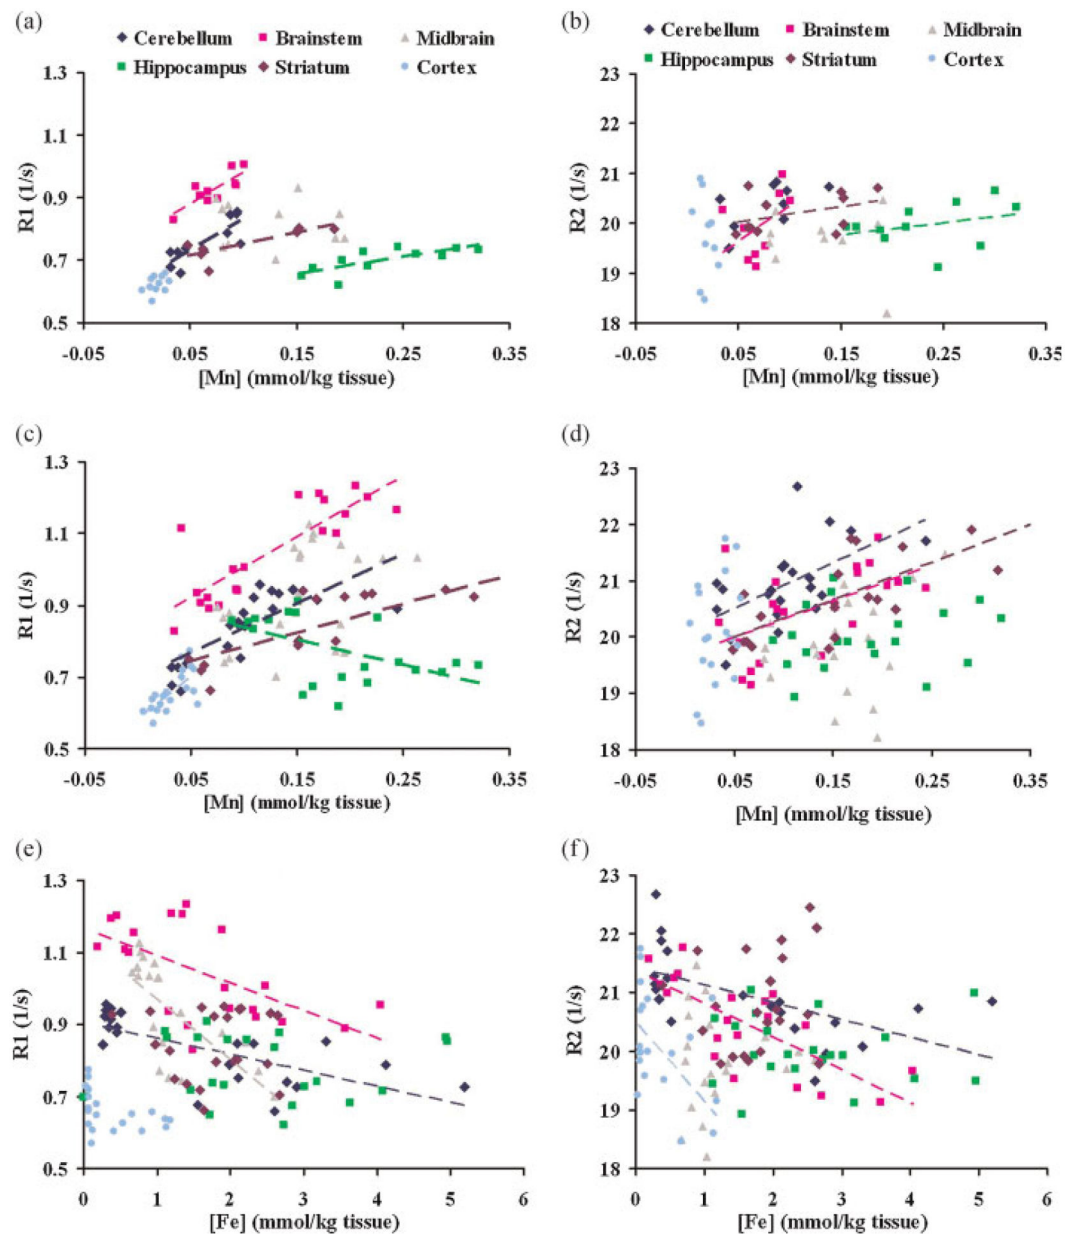 (a)
(b)
Cerebellum Brainstem Midbrain
Hippocampus Striatum Cortex
Cerebellum Brainstem Midbrain
Hippocampus Striatum Cortex
1.3
1.1
0.9
0.7
0.5
R1 (1/s)
-0.05 0.05 0.15 0.25 0.35
[Mn] (mmol/kg tissue)
23
22
21
20
19
18
R2 (1/s)
-0.05 0.05 0.15 0.25 0.35
[Mn] (mmol/kg tissue)
(c)
(d)
1.3
1.1
0.9
0.7
0.5
R1 (1/s)
-0.05 0.05 0.15 0.25 0.35
[Mn] (mmol/kg tissue)
23
22
21
20
19
18
R2 (1/s)
-0.05 0.05 0.15 0.25 0.35
[Mn] (mmol/kg tissue)
(e)
(f)
1.3
1.1
0.9
0.7
0.5
R1 (1/s)
0 1 2 3 4 5 6
[Fe] (mmol/kg tissue)
23
22
21
20
19
18
R2 (1/s)
0 1 2 3 4 5 6
[Fe] (mmol/kg tissue)